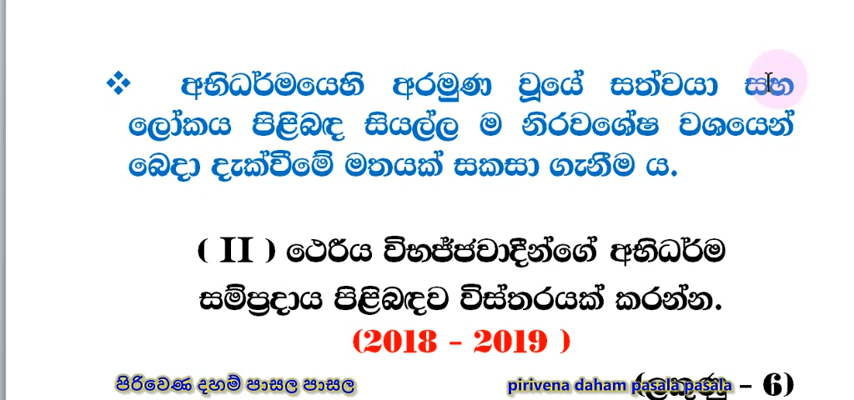 ❖ අභිධර්මයෙහි අරමුණ වූයේ සත්වයා සහ
ලෝකය පිළිබඳ සියල්ල ම නිරවශේෂ වශයෙන්
බෙදා දැක්වීමේ මතයක් සකසා ගැනීම ය.
( II ) ථෙරීය විභජ්ජවාදීන්ගේ අභිධර්ම
සම්ප්‍රදාය පිළිබඳව විස්තරයක් කරන්න.
(2018 - 2019 )
(ලකුණු - 6)
පිරිවෙණ දහම් පාසල පාසල
pirivena daham pasala pasala